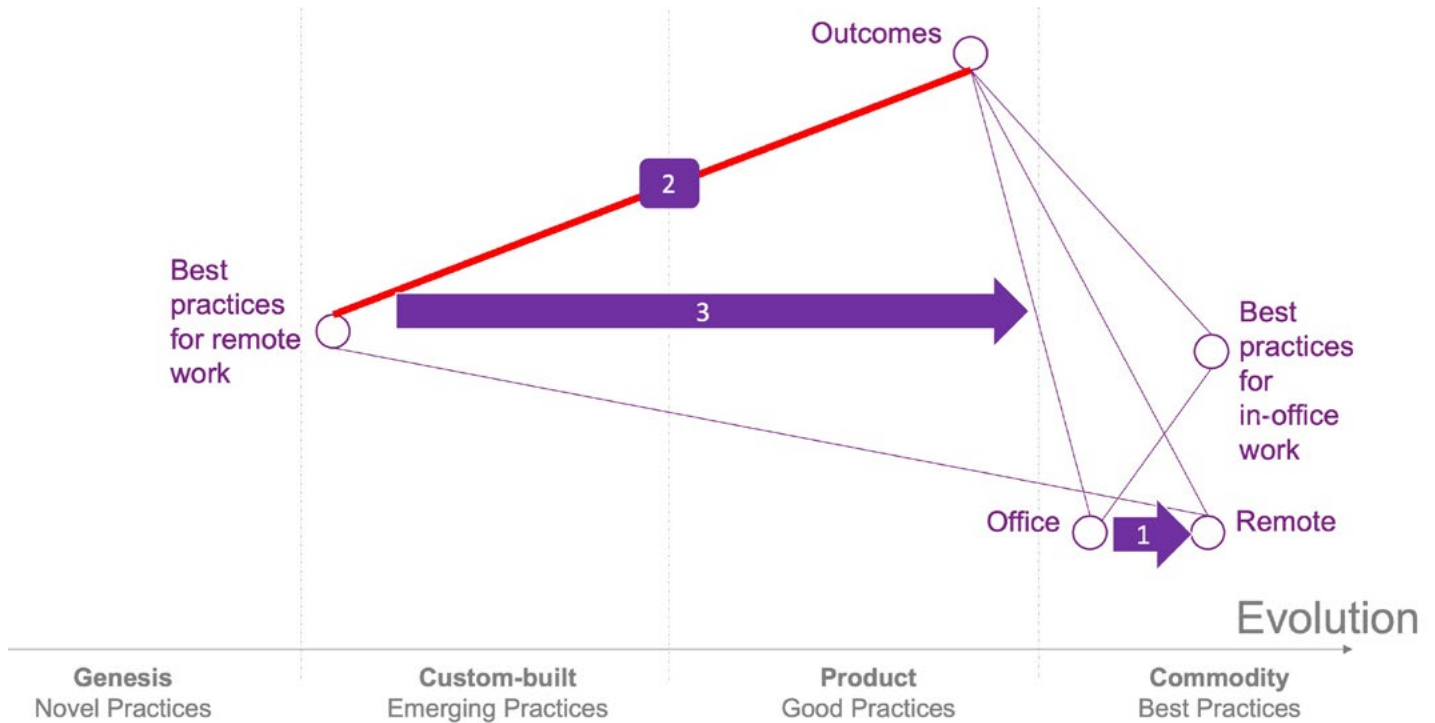 Outcomes
2
Best
practices
for remote
work
3
Best
practices
for
in-office
work
Office
1
Remote
Evolution
Genesis
Novel Practices
Custom-built
Emerging Practices
Product
Good Practices
Commodity
Best Practices